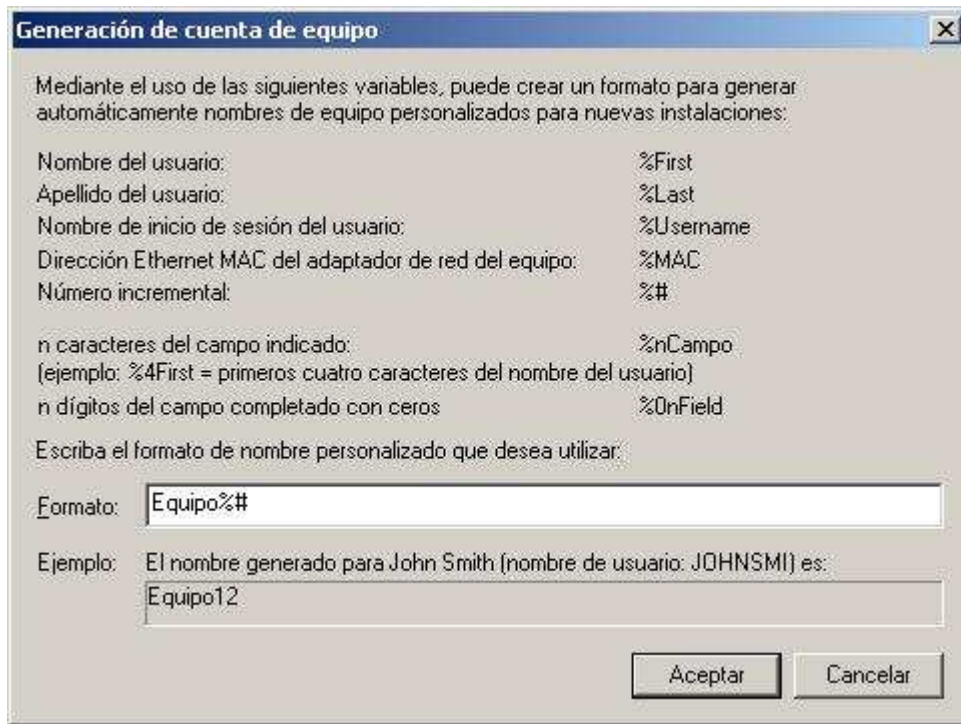 Generación de cuenta de equipo
Mediante el uso de las siguientes variables, puede crear un formato para generar
automáticamente nombres de equipo personalizados para nuevas instalaciones:
Nombre del usuario: %First
Apellido del usuario: %Last
Nombre de inicio de sesión del usuario: %Username
Dirección Ethernet MAC del adaptador de red del equipo: %MAC
Número incremental: %#
n caracteres del campo indicado: %nCampo
(ejemplo: %4First = primeros cuatro caracteres del nombre del usuario)
n dígitos del campo completado con ceros %0nField
Escriba el formato de nombre personalizado que desea utilizar:
Formato: Equipo%#
Ejemplo: El nombre generado para John Smith (nombre de usuario: JOHNSMI) es:
Equipo12
Aceptar Cancelar